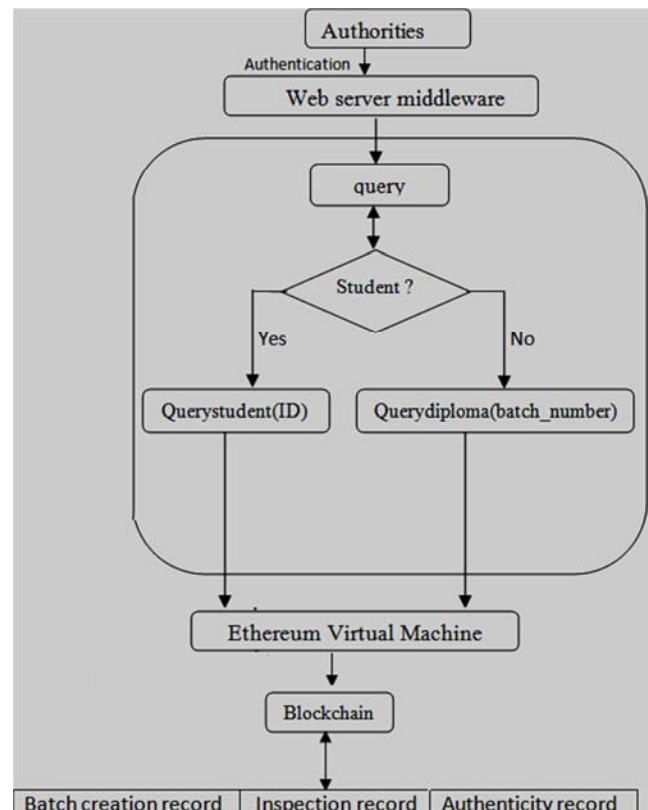 Authorities
Authentication
Web server middleware
query
Student ?
Yes
No
Querystudent(ID)
Querydiploma(batch_number)
Ethereum Virtual Machine
Blockchain
Batch creation record
Inspection record
Authenticity record